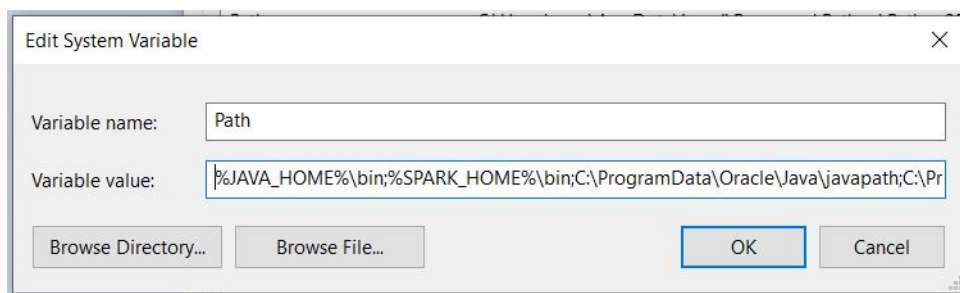 Edit System Variable
Variable name:
Path
Variable value:
%JAVA_HOME%\bin;%SPARK_HOME%\bin;C:\ProgramData\Oracle\Java\javapath;C:\Pr
Browse Directory...
Browse File...
OK
Cancel